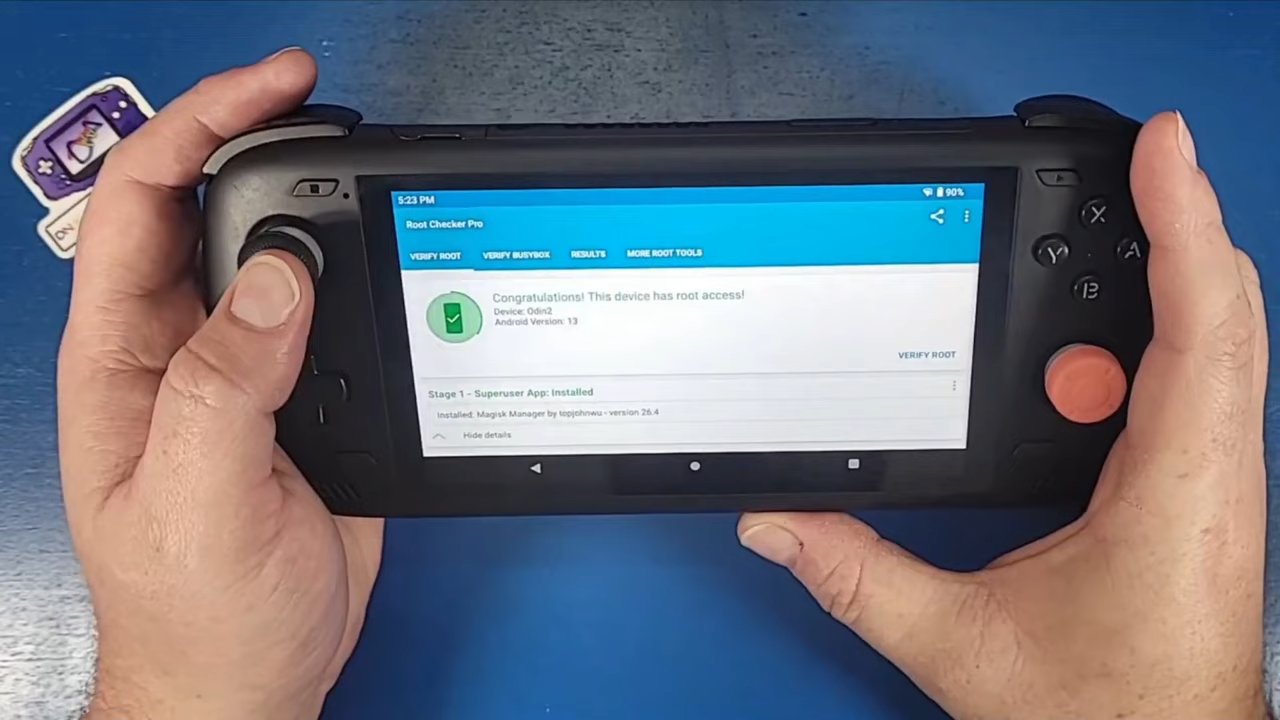 5:23 PM
90%
Root Checker Pro
VERIFY ROOT
VERIFY BUSYBOX
RESULTS
MORE ROOT TOOLS
Congratulations! This device has root access!
Device: Odin2
Android Version: 13
VERIFY ROOT
Stage 1 - Superuser App: Installed
Installed: Magisk Manager by topjohnwu - version 26.4
Hide details
X
Y
A
B
ON